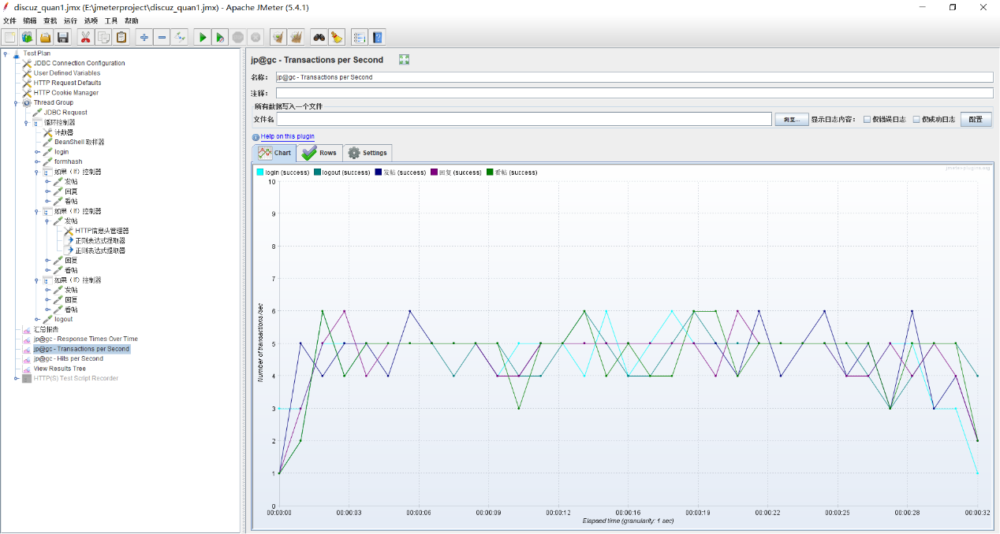 discuz_quan1.jmx (E:\jmeterproject\discuz_quan1.jmx) - Apache JMeter (5.4.1)
文件 编辑 查找 运行 选项 工具 帮助
Test Plan
JDBC Connection Configuration
User Defined Variables
HTTP Request Defaults
HTTP Cookie Manager
Thread Group
JDBC Request
循环控制器
计数器
BeanShell 取样器
login
formhash
如果（If）控制器
发帖
回复
看帖
如果（If）控制器
发帖
HTTP信息头管理器
正则表达式提取器
正则表达式提取器
回复
看帖
如果（If）控制器
发帖
回复
看帖
logout
汇总报告
jp@gc - Response Times Over Time
jp@gc - Transactions per Second
jp@gc - Hits per Second
View Results Tree
HTTP(S) Test Script Recorder
jp@gc - Transactions per Second
名称： jp@gc - Transactions per Second
注释：
所有数据写入一个文件
文件名 浏览... 显示日志内容： 仅错误日志 仅成功日志 配置
Help on this plugin
Chart Rows Settings
login (success) logout (success) 发帖 (success) 回复 (success) 看帖 (success)
jmeter-plugins.org
10
9
8
7
6
5
4
3
2
1
0
Number of transactions /sec
00:00:00 00:00:03 00:00:06 00:00:09 00:00:12 00:00:16 00:00:19 00:00:22 00:00:25 00:00:28 00:00:32
Elapsed time (granularity: 1 sec)